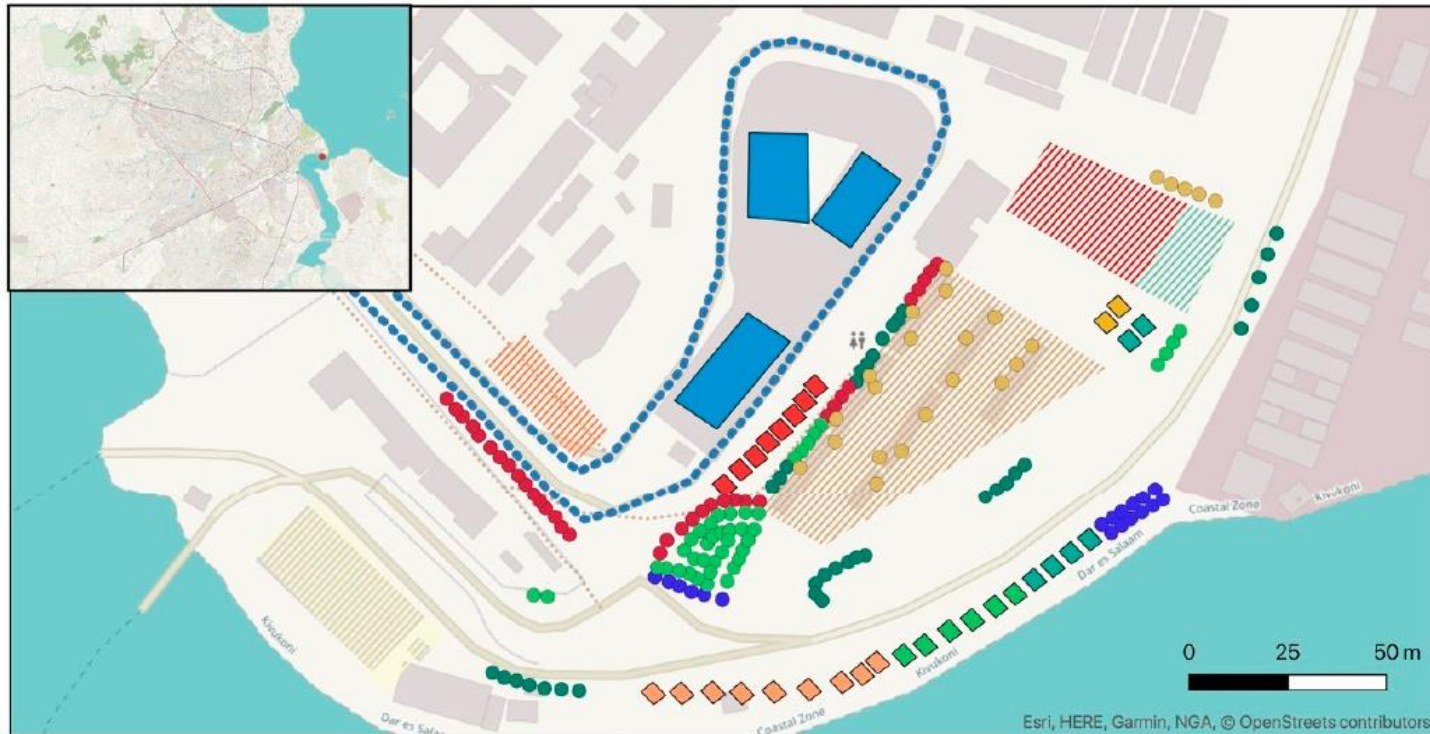 Kivukoni
Coastal Zone
Dar es Salaam
Kivukoni
Kivukoni
Dar es Salaam
Coastal Zone
0 25 50 m
Esri, HERE, Garmin, NGA, © OpenStreets contributors